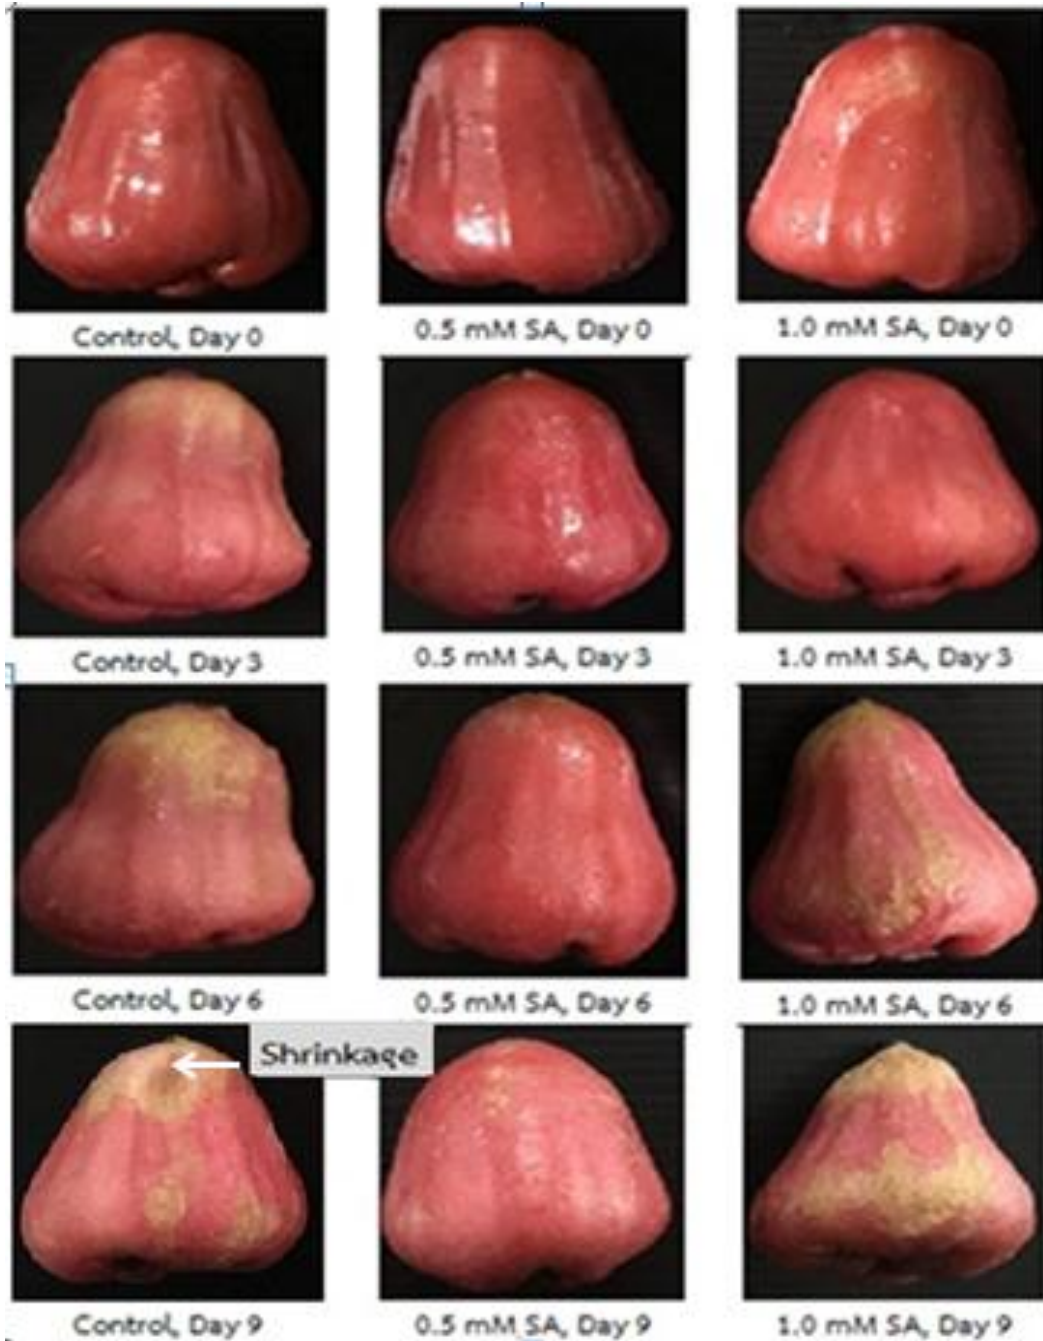 Control, Day 0
0.5 mM SA, Day 0
1.0 mM SA, Day 0
Control, Day 3
0.5 mM SA, Day 3
1.0 mM SA, Day 3
Control, Day 6
0.5 mM SA, Day 6
1.0 mM SA, Day 6
Shrinkage
Control, Day 9
0.5 mM SA, Day 9
1.0 mM SA, Day 9